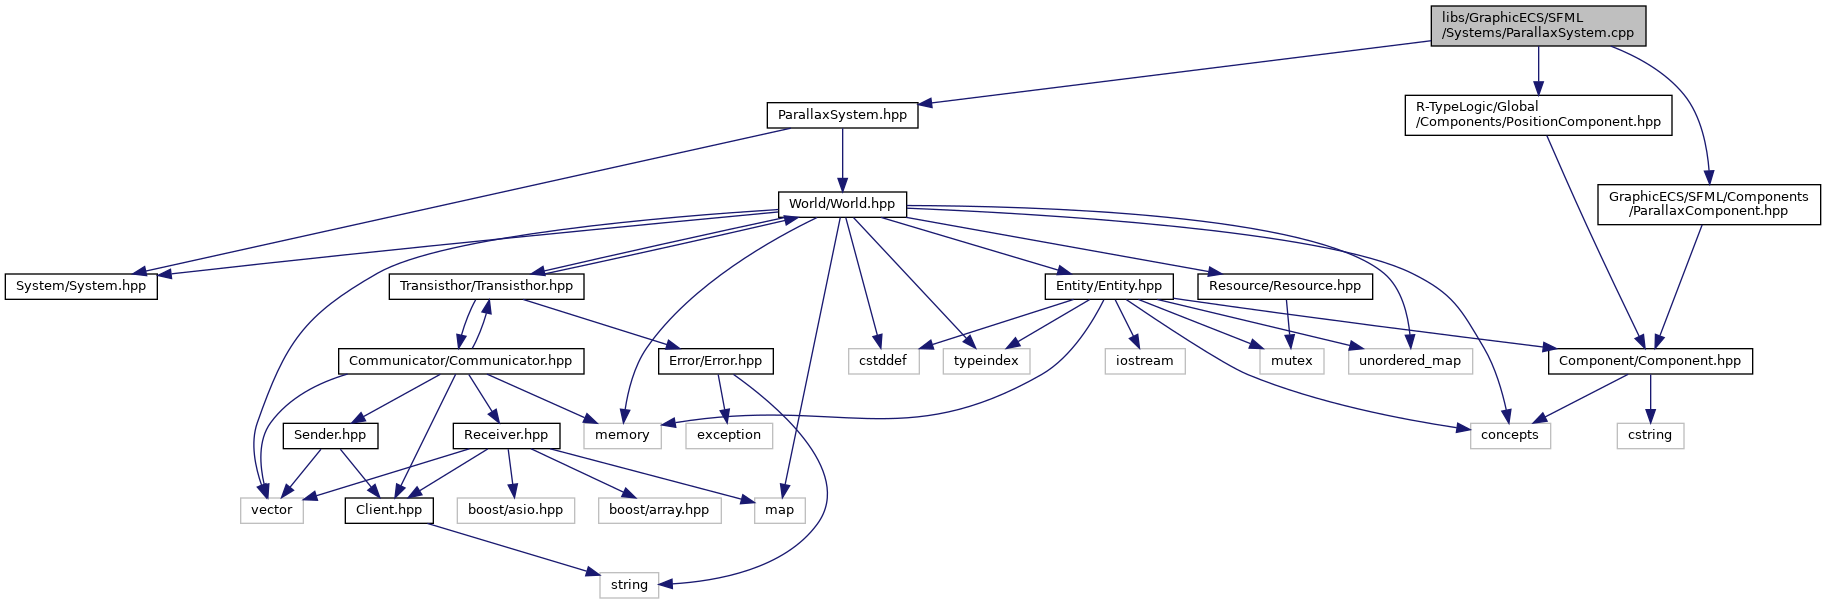 libs/GraphicECS/SFML
/Systems/ParallaxSystem.cpp
ParallaxSystem.hpp
R-TypeLogic/Global
/Components/PositionComponent.hpp
World/World.hpp
GraphicECS/SFML/Components
/ParallaxComponent.hpp
System/System.hpp
Transisthor/Transisthor.hpp
Entity/Entity.hpp
Resource/Resource.hpp
Communicator/Communicator.hpp
Error/Error.hpp
cstddef
typeindex
iostream
mutex
unordered_map
Component/Component.hpp
Sender.hpp
Receiver.hpp
memory
exception
concepts
cstring
vector
Client.hpp
boost/asio.hpp
boost/array.hpp
map
string